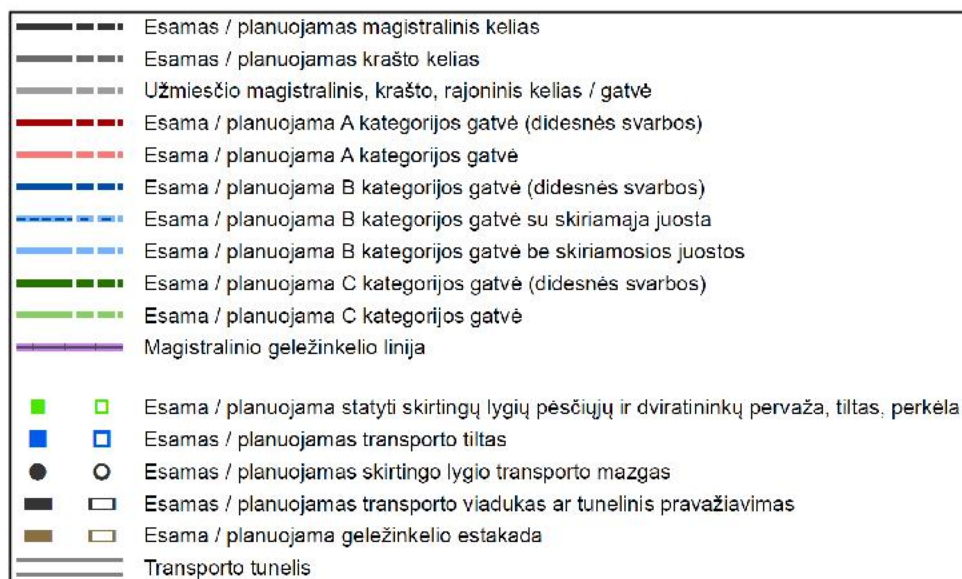 Esamas / planuojamas magistralinis kelias
Esamas / planuojamas krašto kelias
Užmiesčio magistralinis, krašto, rajoninis kelias / gatvė
Esama / planuojama A kategorijos gatvė (didesnės svarbos)
Esama / planuojama A kategorijos gatvė
Esama / planuojama B kategorijos gatvė (didesnės svarbos)
Esama / planuojama B kategorijos gatvė su skiriamąja juosta
Esama / planuojama B kategorijos gatvė be skiriamosios juostos
Esama / planuojama C kategorijos gatvė (didesnės svarbos)
Esama / planuojama C kategorijos gatvė
Magistralinio geležinkelio linija
Esama / planuojama statyti skirtingų lygių pėsčiųjų ir dviratininkų pervaža, tiltas, perkėla
Esamas / planuojamas transporto tiltas
Esamas / planuojamas skirtingo lygio transporto mazgas
Esamas / planuojamas transporto viadukas ar tunelinis pravažiavimas
Esama / planuojama geležinkelio estakada
Transporto tunelis